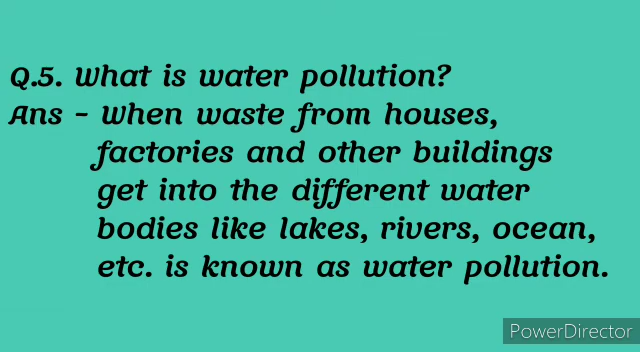 Q.5. What is water pollution?
Ans - When waste from houses,
factories and other buildings
get into the different water
bodies like lakes, rivers, ocean,
etc. is known as water pollution.
PowerDirector